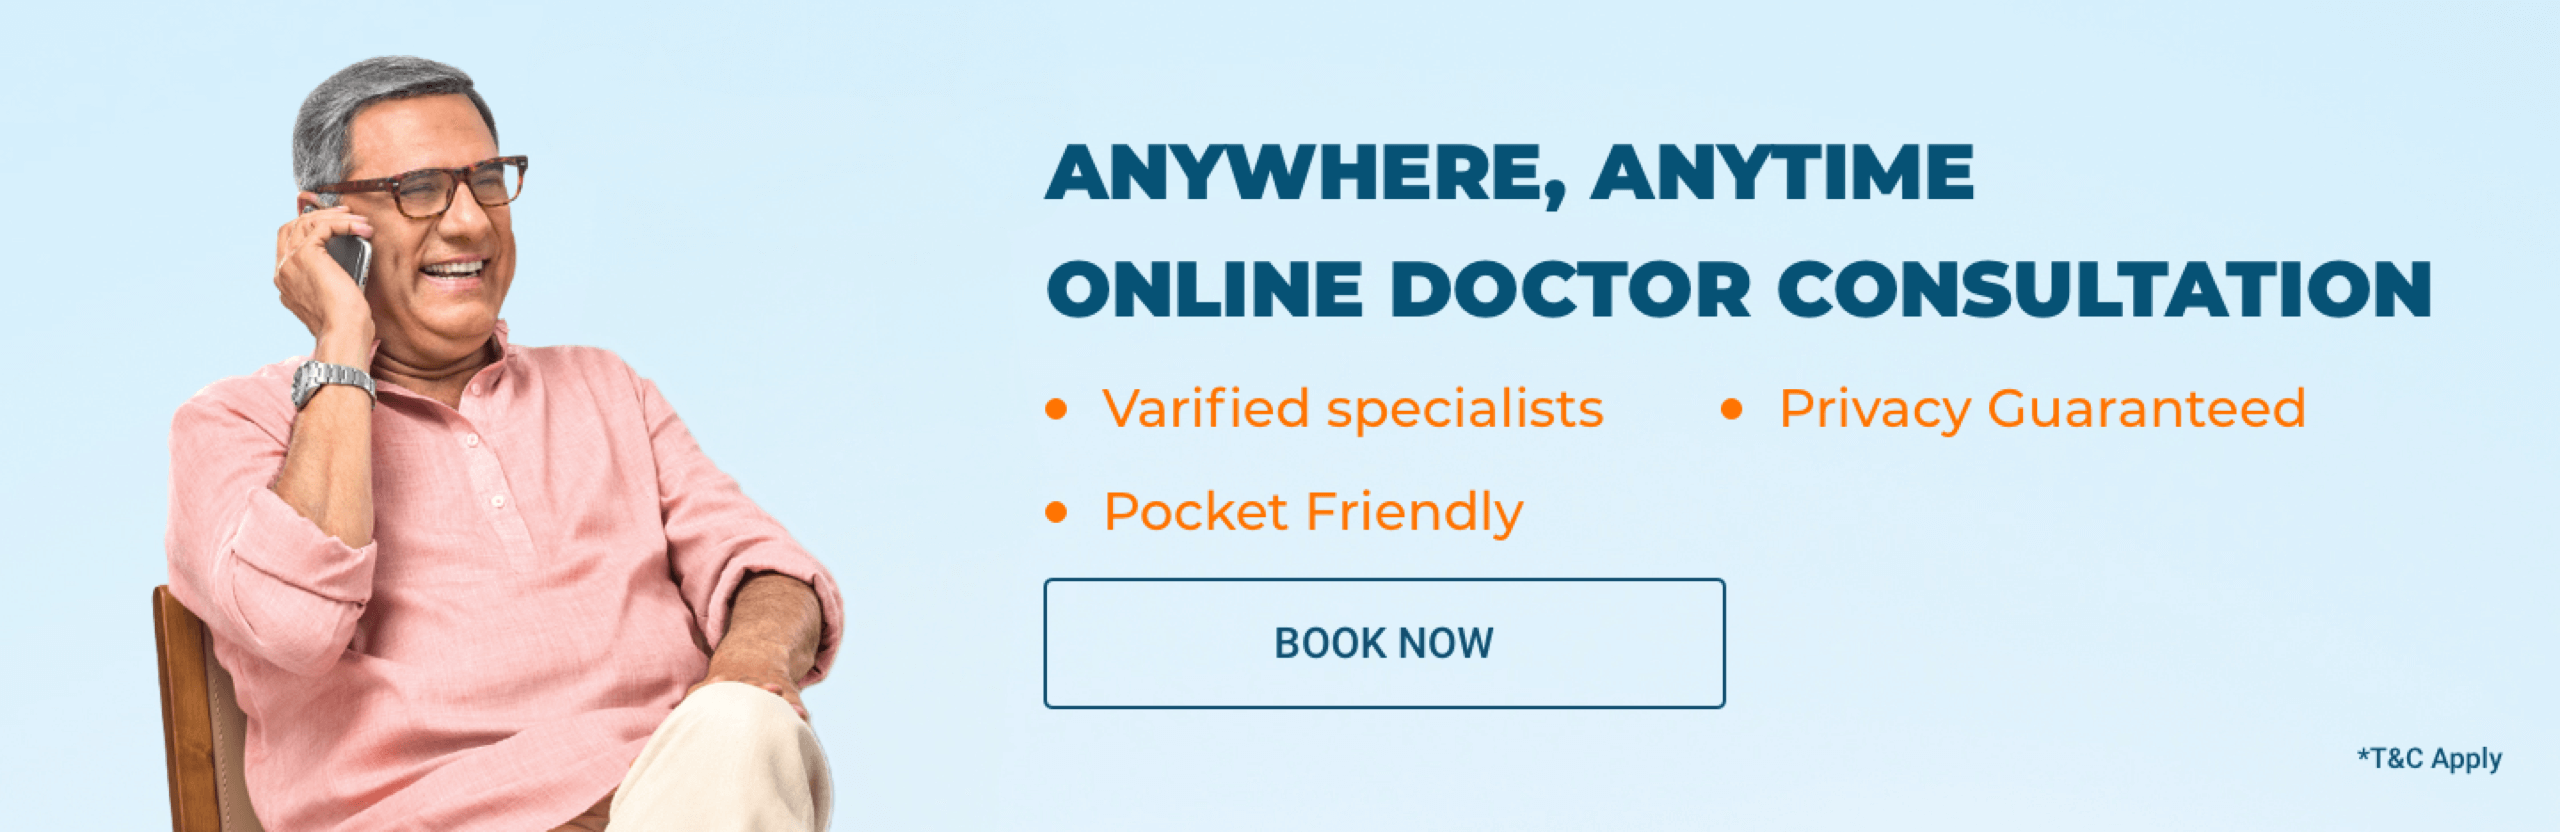 ANYWHERE, ANYTIME
ONLINE DOCTOR CONSULTATION
• Varified specialists • Privacy Guaranteed
• Pocket Friendly
BOOK NOW
*T&C Apply